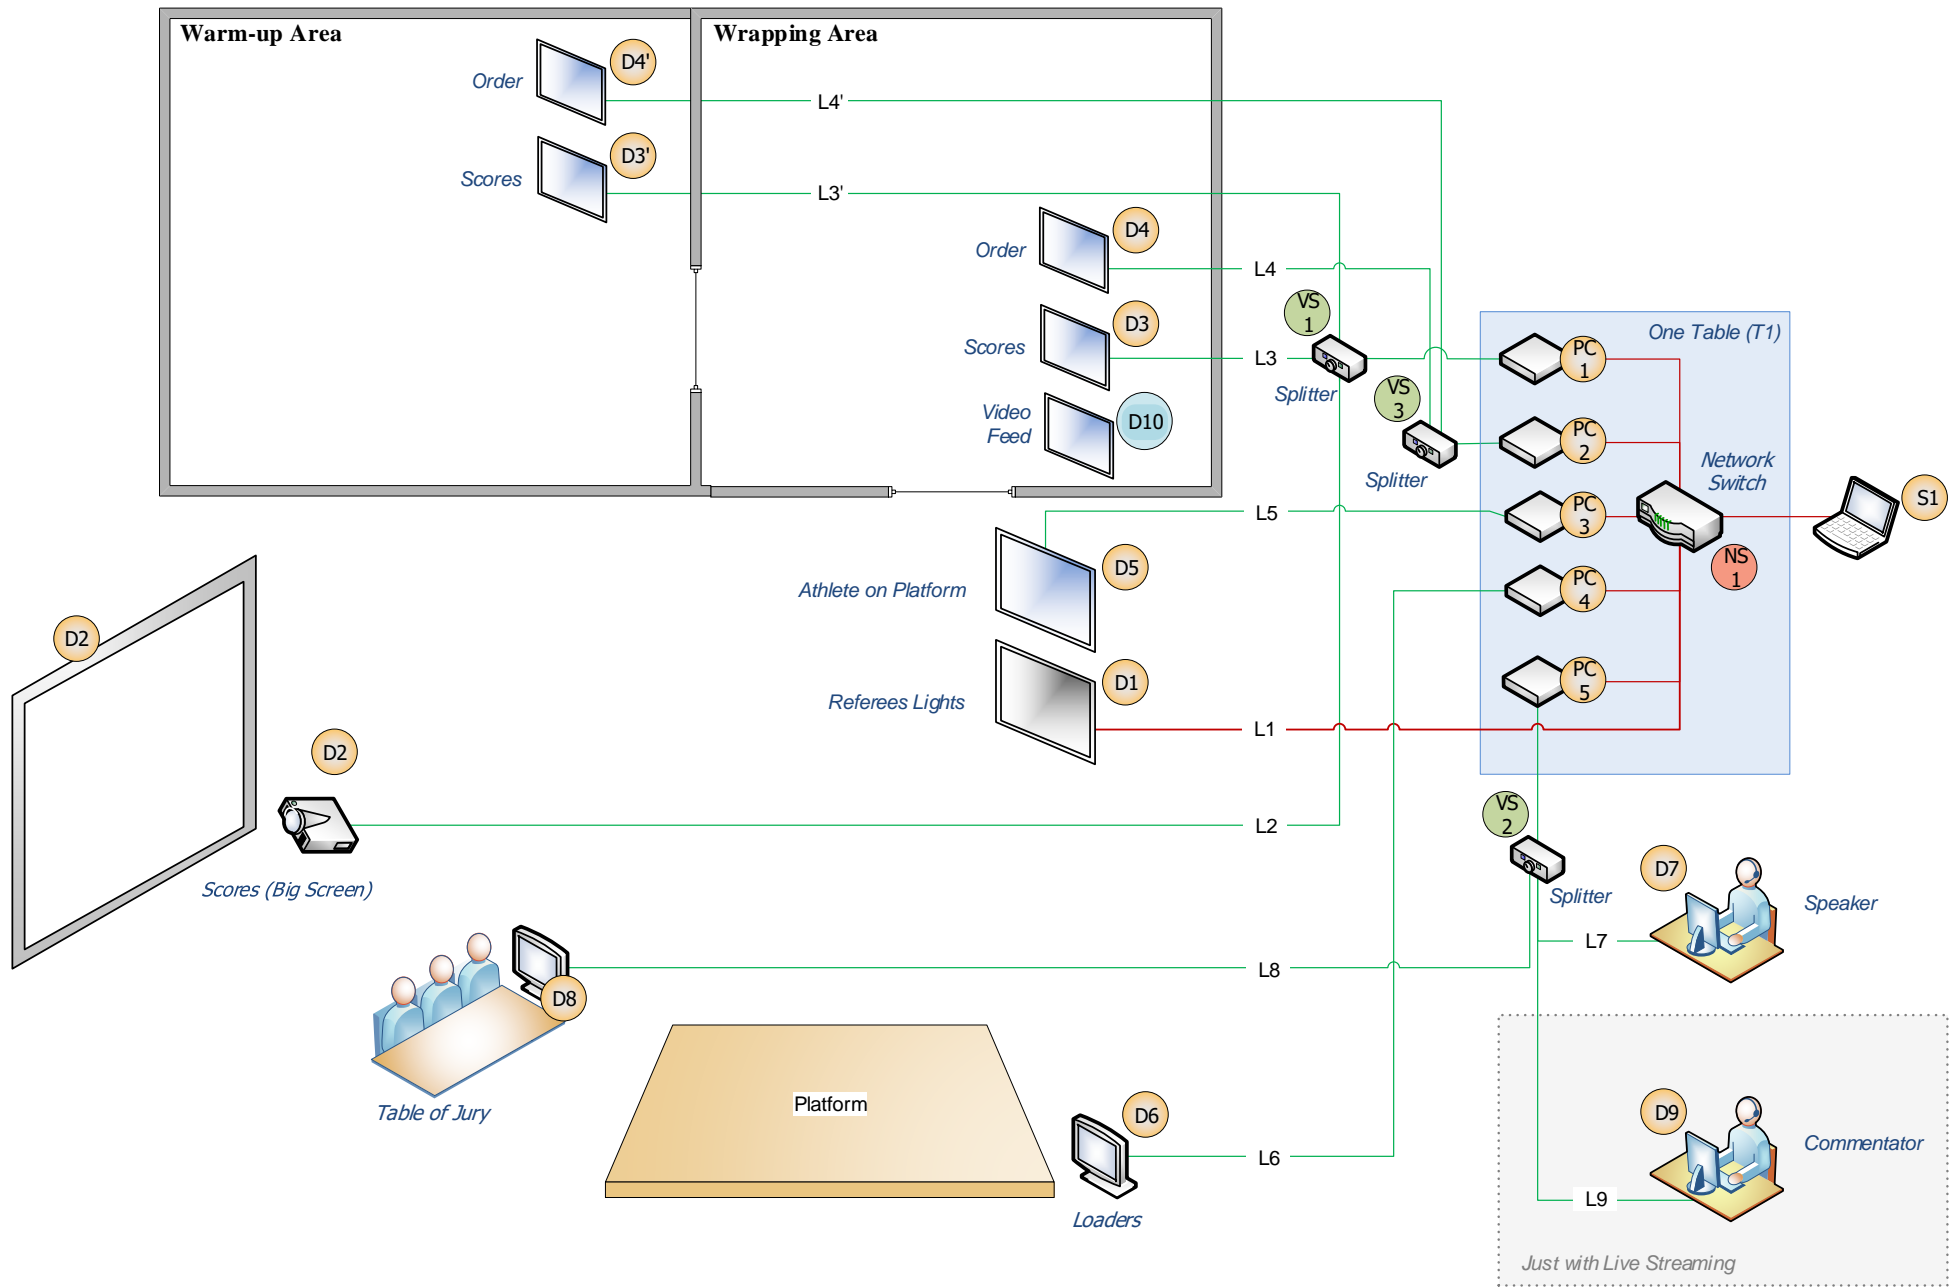 Warm-up Area
Wrapping Area
Order
D4'
L4'
Scores
D3'
L3'
Order
D4
L4
Scores
D3
L3
Video
Feed
D10
VS
1
Splitter
VS
3
Splitter
One Table (T1)
PC
1
PC
2
PC
3
PC
4
PC
5
Network
Switch
NS
1
S1
L5
Athlete on Platform
D5
Referees Lights
D1
L1
D2
D2
Scores (Big Screen)
L2
VS
2
Splitter
D7
Speaker
L7
D8
L8
Table of Jury
Platform
D6
L6
Loaders
D9
Commentator
L9
Just with Live Streaming